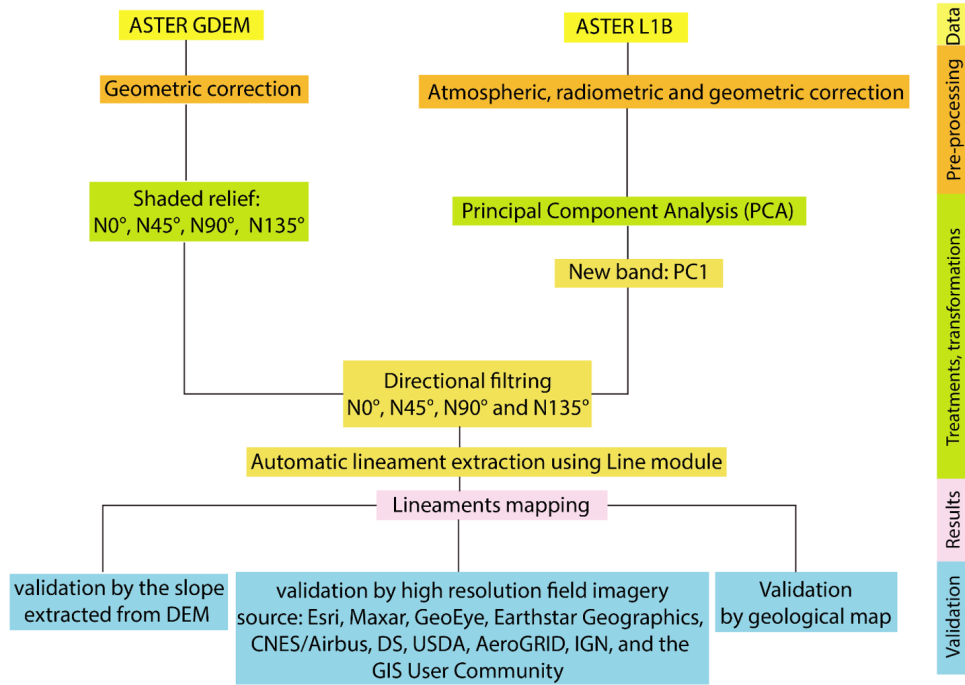 ASTER GDEM
ASTER L1B
Data
Geometric correction
Atmospheric, radiometric and geometric correction
Pre-processing
Shaded relief:
N0°, N45°, N90°, N135°
Principal Component Analysis (PCA)
New band: PC1
Treatments, transformations
Directional filtring
N0°, N45°, N90° and N135°
Automatic lineament extraction using Line module
Lineaments mapping
Results
validation by the slope
extracted from DEM
validation by high resolution field imagery
source: Esri, Maxar, GeoEye, Earthstar Geographics,
CNES/Airbus, DS, USDA, AeroGRID, IGN, and the
GIS User Community
Validation
by geological map
Validation